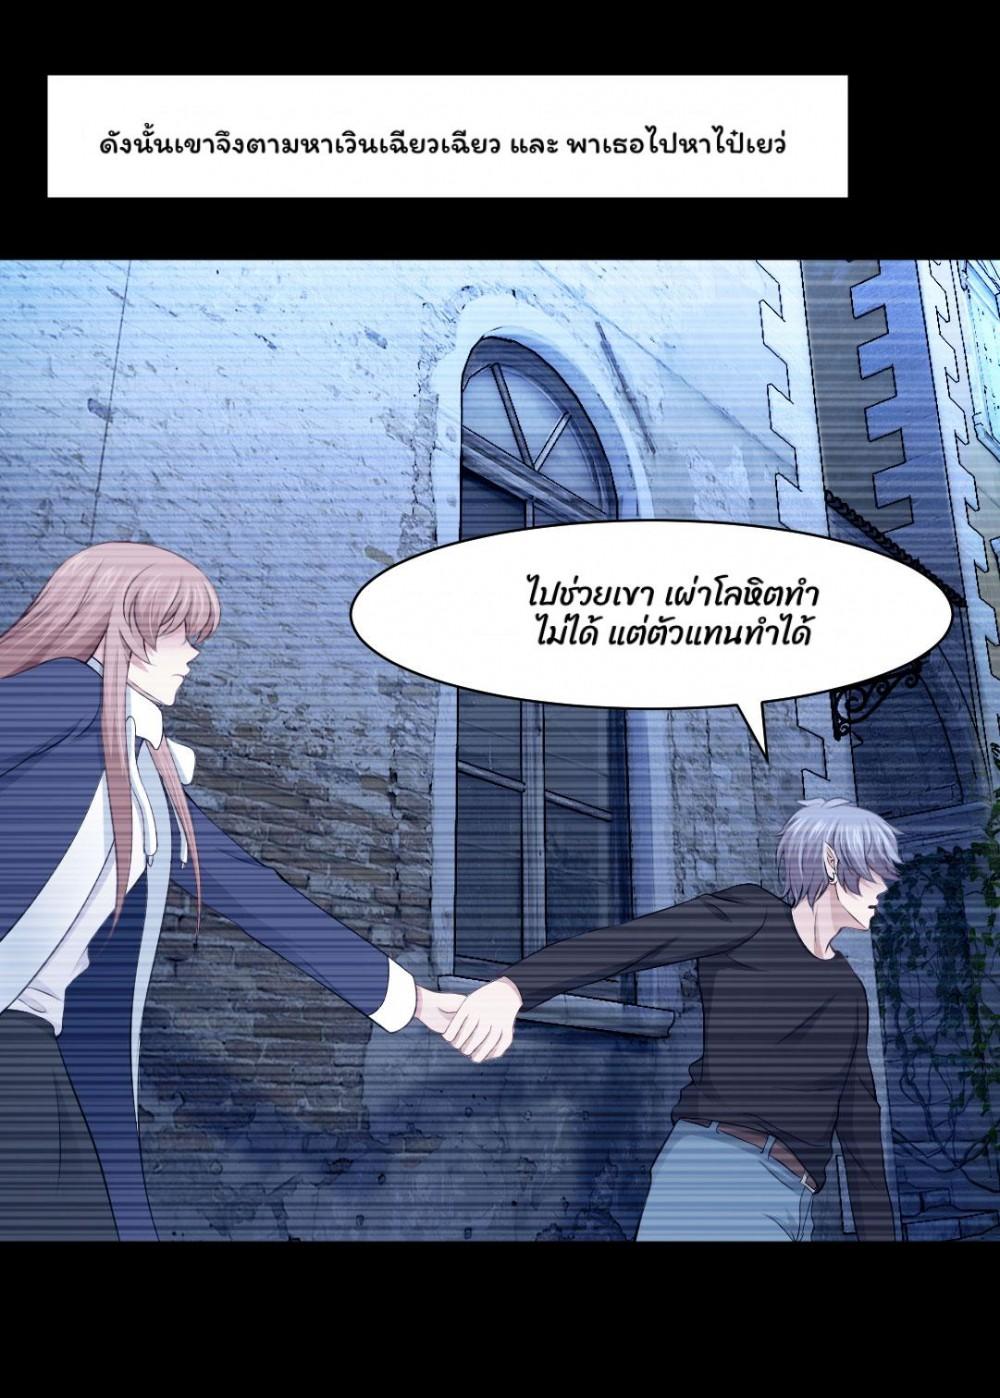 ดังนั้นเขาจึงตามหาเวินเฉียวเฉียว และ พาเธอไปหาไป๋เยว่
ไปช่วยเขา เผ่าโลหิตทำ
ไม่ได้ แต่ตัวแทนทำได้